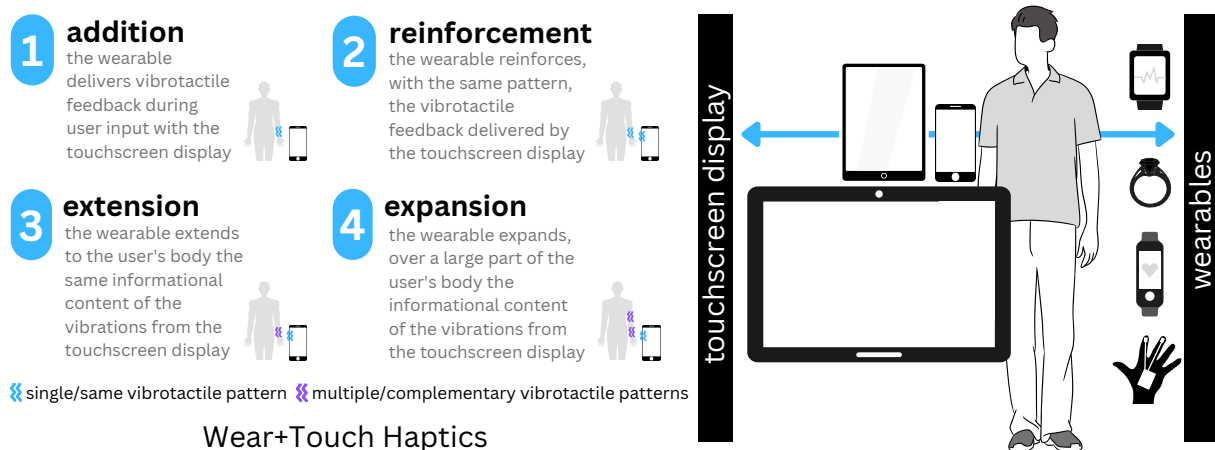 1
addition
the wearable
delivers vibrotactile
feedback during
user input with the
touchscreen display
2
reinforcement
the wearable reinforces,
with the same pattern,
the vibrotactile
feedback delivered by
the touchscreen display
3
extension
the wearable extends
to the user's body the
same informational
content of the
vibrations from the
touchscreen display
4
expansion
the wearable expands,
over a large part of the
user's body the
informational content
of the vibrations from
the touchscreen display
single/same vibrotactile pattern
multiple/complementary vibrotactile patterns
Wear+Touch Haptics
touchscreen display
wearables